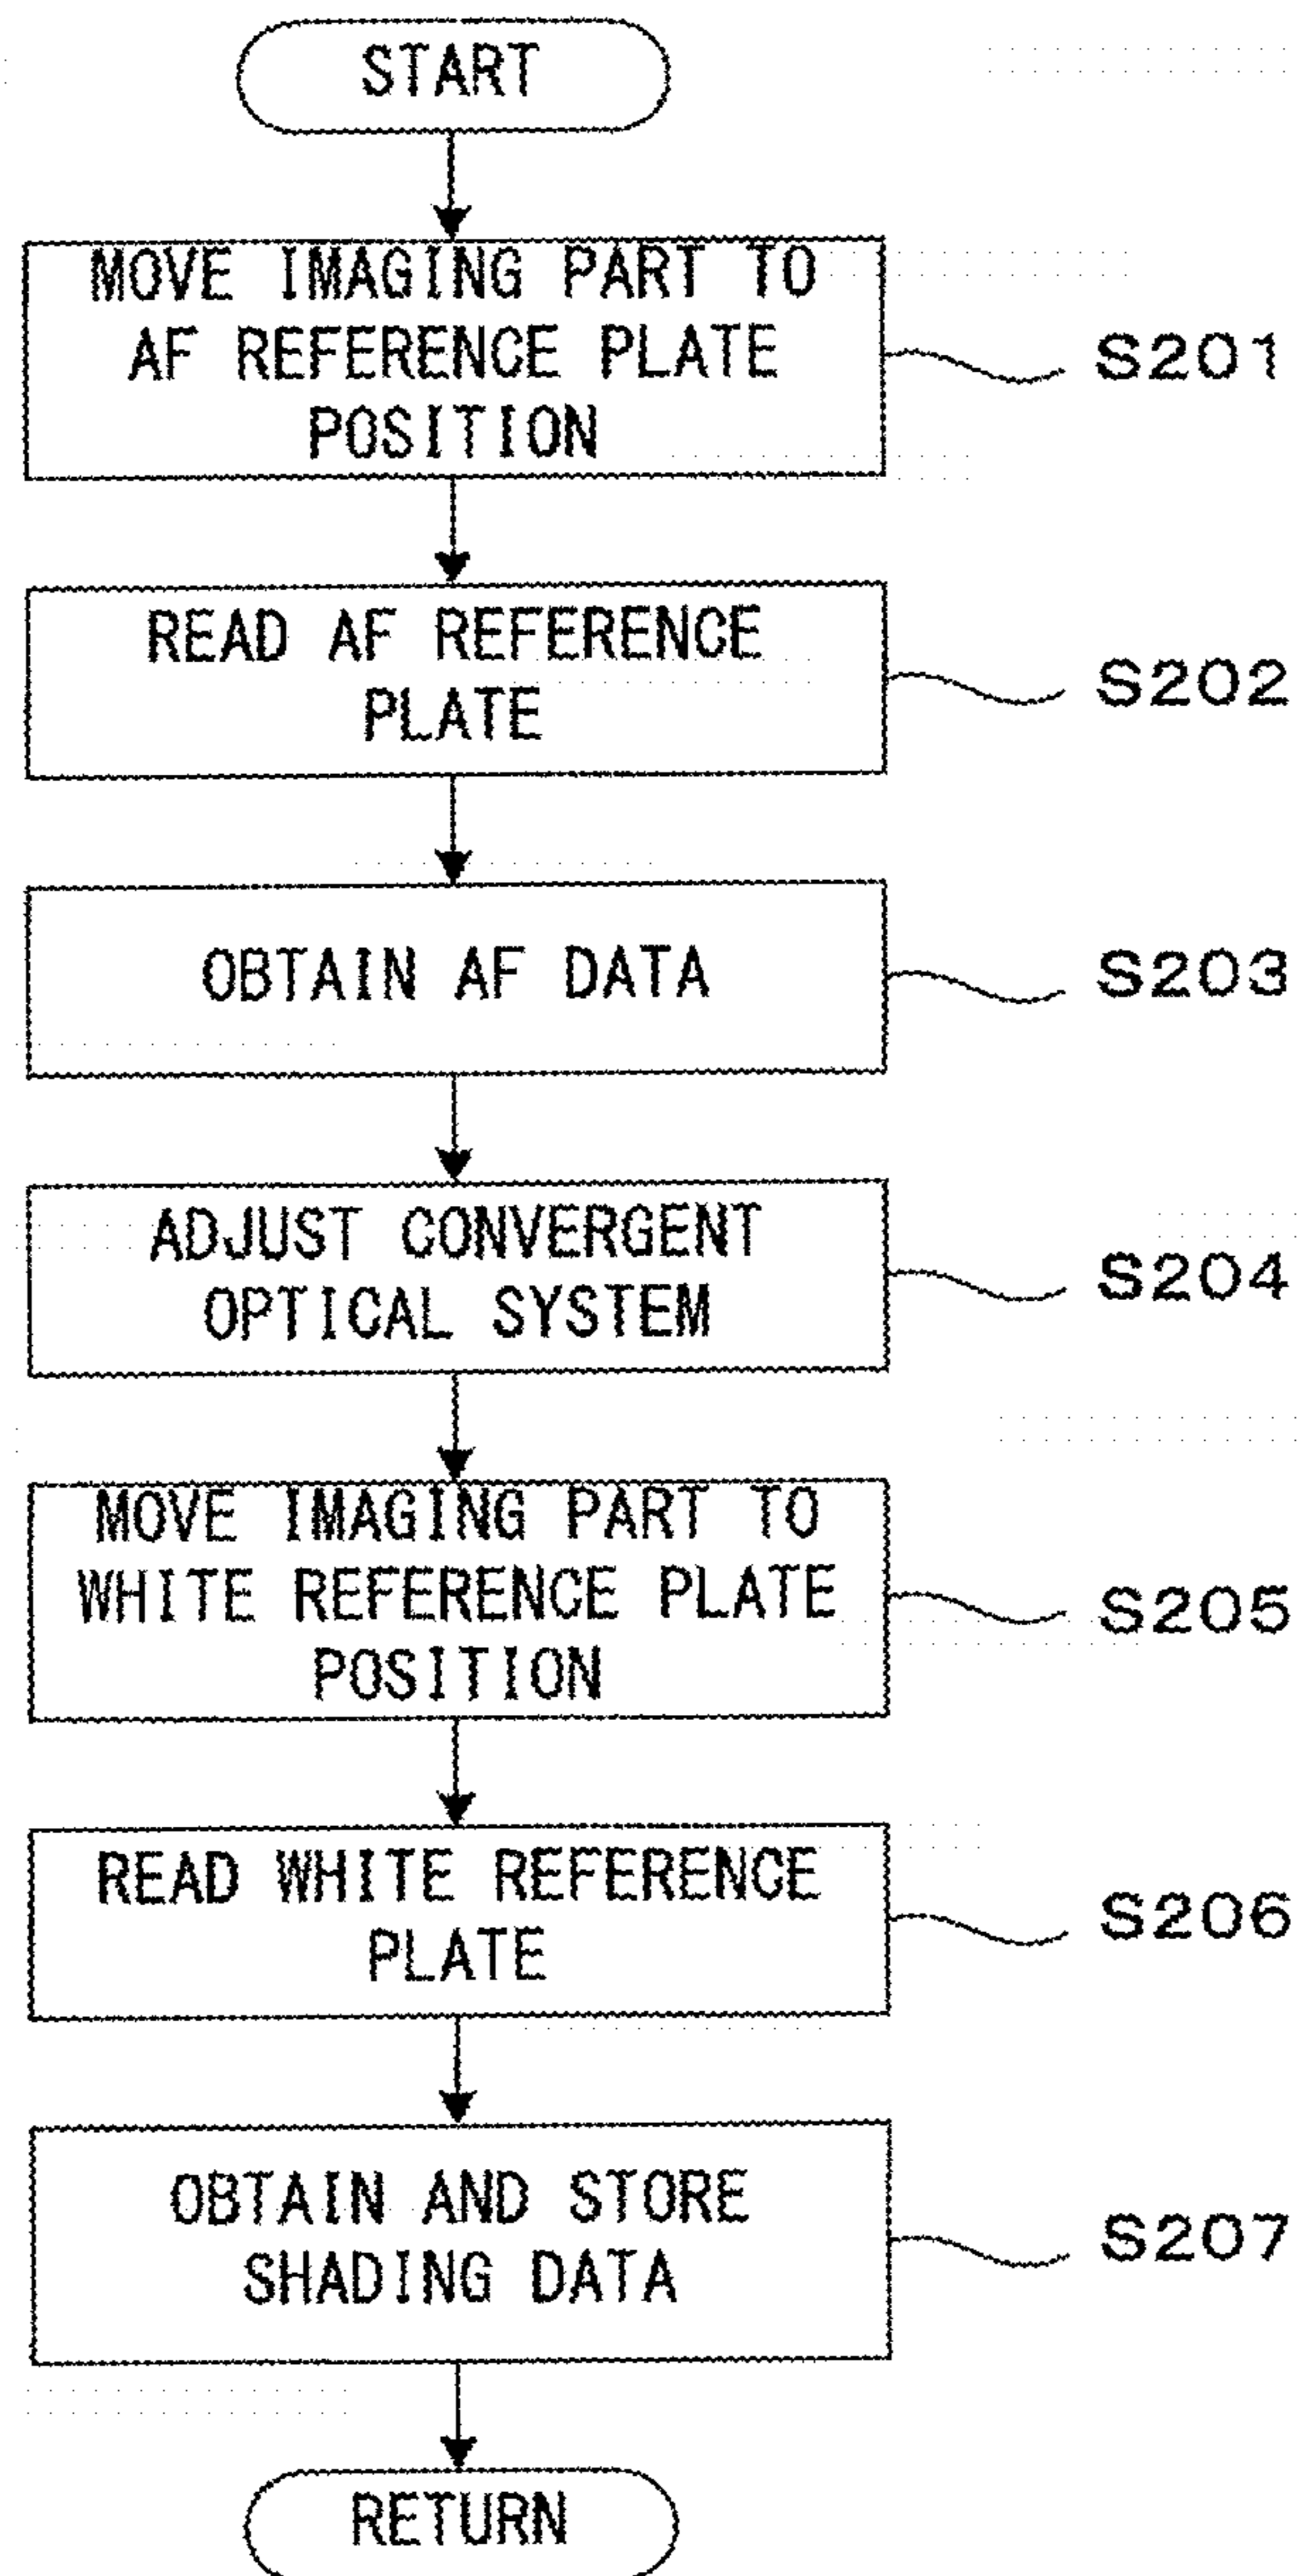 START
MOVE IMAGING PART TO
AF REFERENCE PLATE
POSITION
S201
READ AF REFERENCE
PLATE
S202
OBTAIN AF DATA
S203
ADJUST CONVERGENT
OPTICAL SYSTEM
S204
MOVE IMAGING PART TO
WHITE REFERENCE PLATE
POSITION
S205
READ WHITE REFERENCE
PLATE
S206
OBTAIN AND STORE
SHADING DATA
S207
RETURN